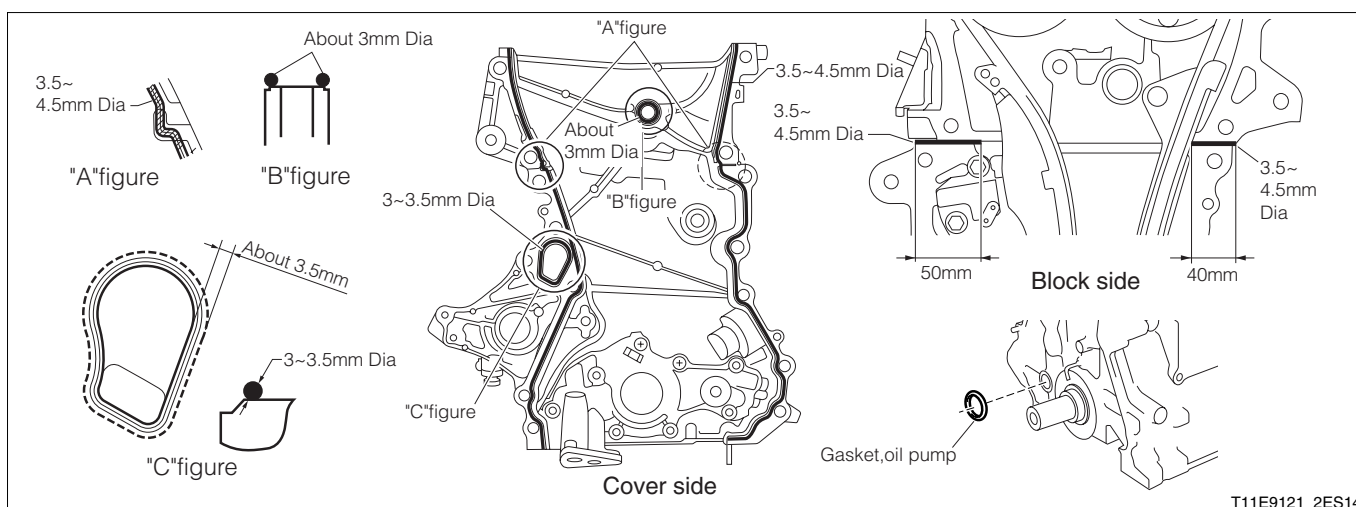 About 3mm Dia
3.5~
4.5mm Dia
"A"figure
"B"figure
About 3.5mm
3~3.5mm Dia
"C"figure
"A"figure
3.5~4.5mm Dia
About
3mm Dia
"B"figure
3~3.5mm Dia
"C"figure
Cover side
3.5~
4.5mm Dia
3.5~
4.5mm
Dia
50mm
40mm
Block side
Gasket,oil pump
T11E9121_2ES14